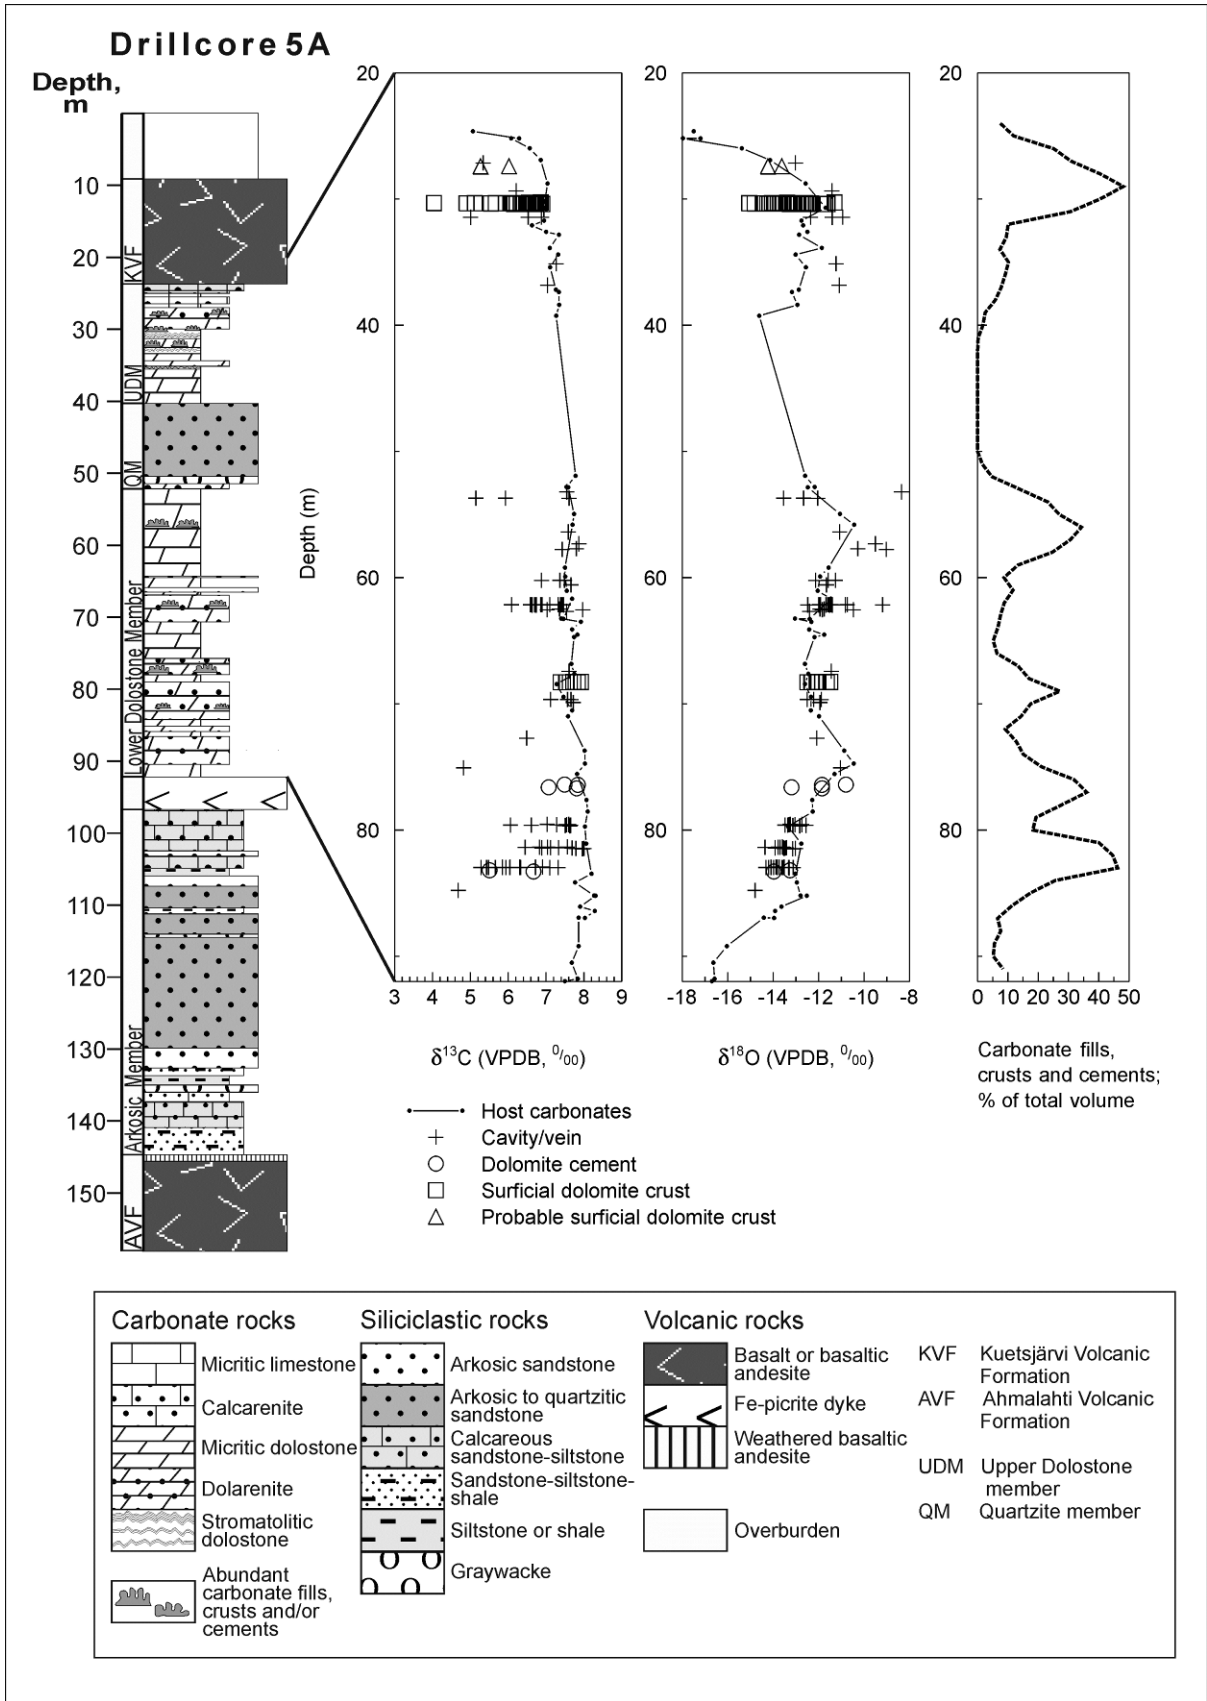 Drillcore 5A
Depth,
m
10
20
30
40
50
60
70
80
90
100
110
120
130
140
150
KVF
UDM
QM
Lower Dolostone Member
Arkosic Member
AVF
Depth (m)
20
40
60
80
3 4 5 6 7 8 9
δ13C (VPDB, 0/00)
20
40
60
80
-18 -16 -14 -12 -10 -8
δ18O (VPDB, 0/00)
20
40
60
80
0 10 20 30 40 50
Carbonate fills,
crusts and cements;
% of total volume
Host carbonates
Cavity/vein
Dolomite cement
Surficial dolomite crust
Probable surficial dolomite crust
Carbonate rocks
Micritic limestone
Calcarenite
Micritic dolostone
Dolarenite
Stromatolitic
dolostone
Abundant
carbonate fills,
crusts and/or
cements
Siliciclastic rocks
Arkosic sandstone
Arkosic to quartzitic
sandstone
Calcareous
sandstone-siltstone
Sandstone-siltstone-
shale
Siltstone or shale
Graywacke
Volcanic rocks
Basalt or basaltic
andesite
Fe-picrite dyke
Weathered basaltic
andesite
Overburden
KVF Kuetsjärvi Volcanic
Formation
AVF Ahmalahti Volcanic
Formation
UDM Upper Dolostone
member
QM Quartzite member